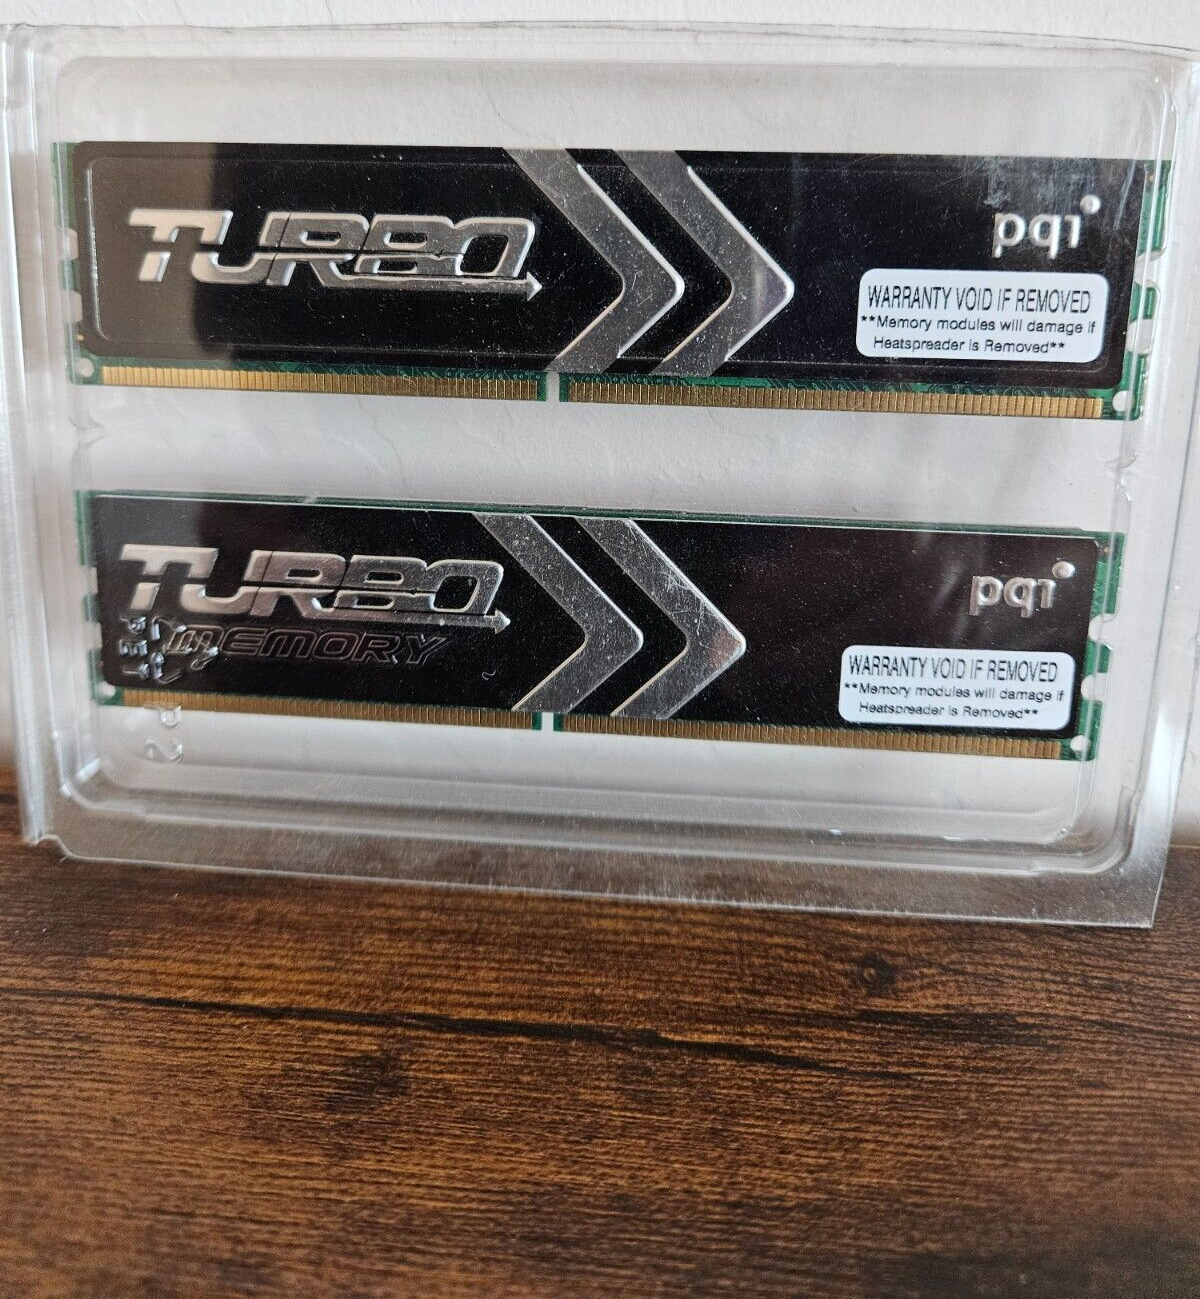 TURBO
pqi
WARRANTY VOID IF REMOVED
**Memory modules will damage if
Heatspreader is Removed**
TURBO
MEMORY
pqi
WARRANTY VOID IF REMOVED
**Memory modules will damage if
Heatspreader is Removed**